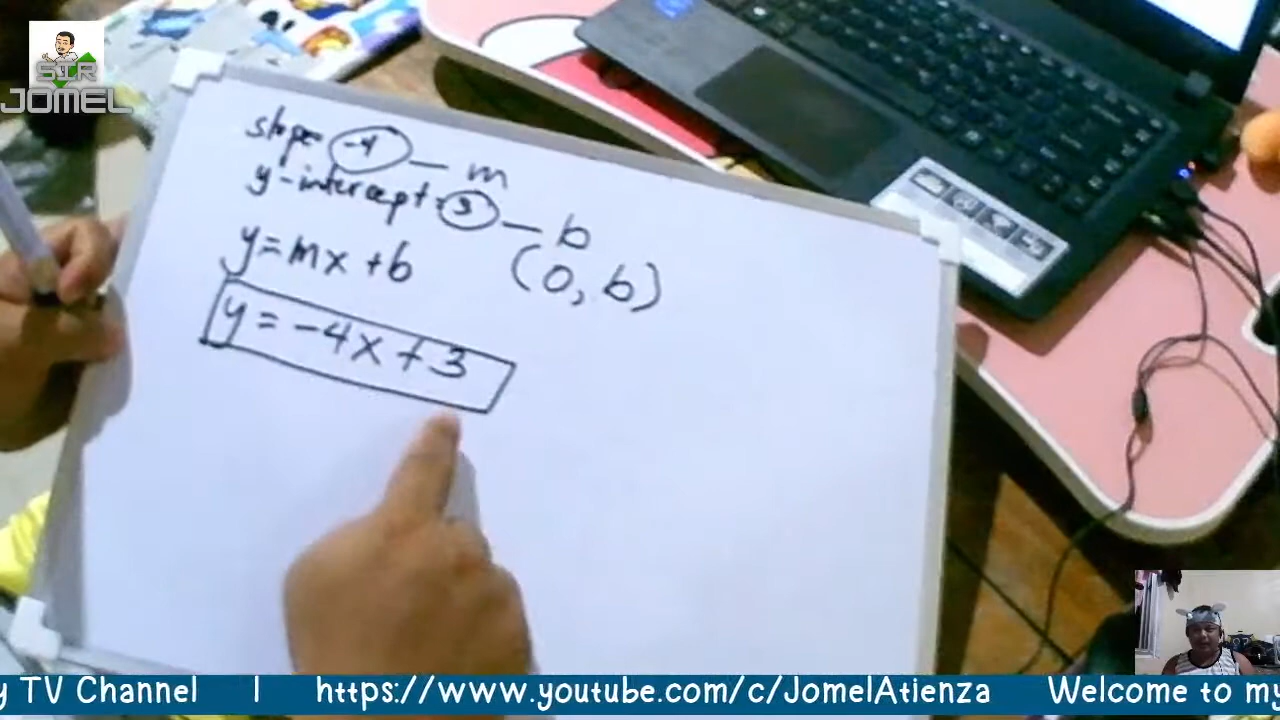 SIR
JOMEL
slope = -4 — m
y-intercept = 3 — b
y = mx + b
(0, b)
y = -4x + 3
y TV Channel | https://www.youtube.com/c/JomelAtienza Welcome to my